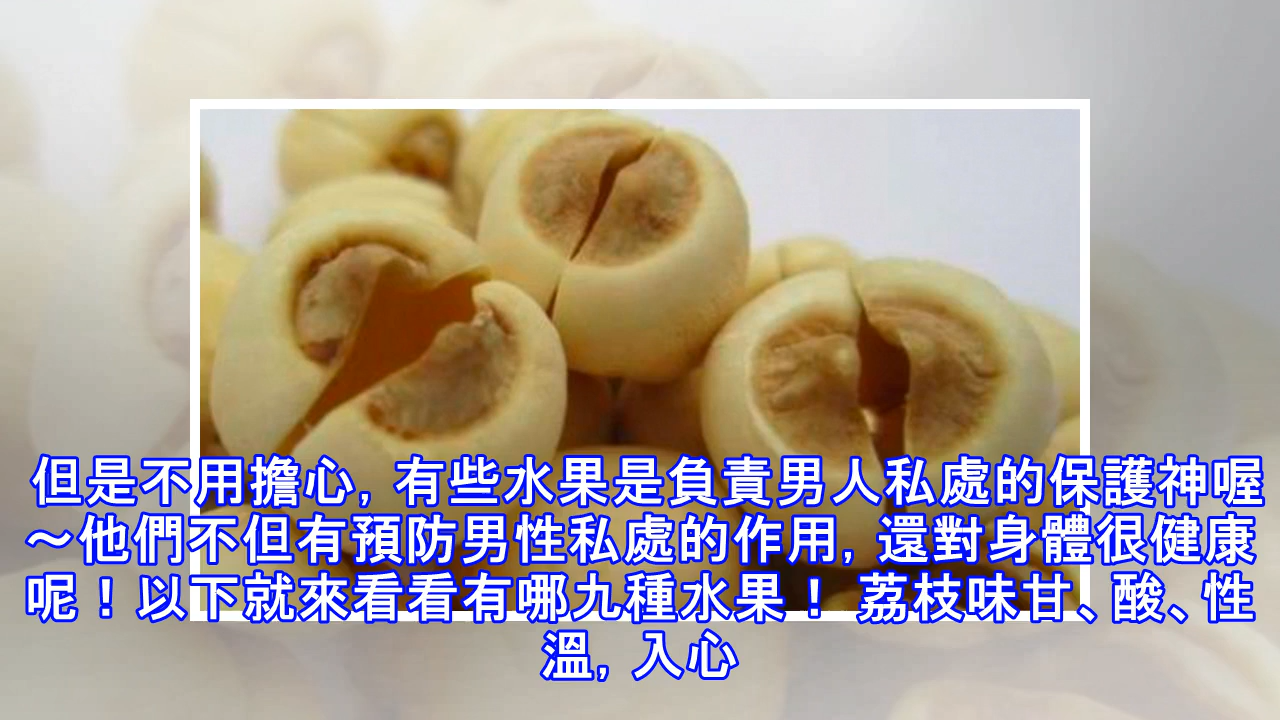 但是不用擔心, 有些水果是負責男人私處的保護神喔
～他們不但有預防男性私處的作用, 還對身體很健康
呢！以下就來看看有哪九種水果！ 荔枝味甘、酸、性
溫, 入心